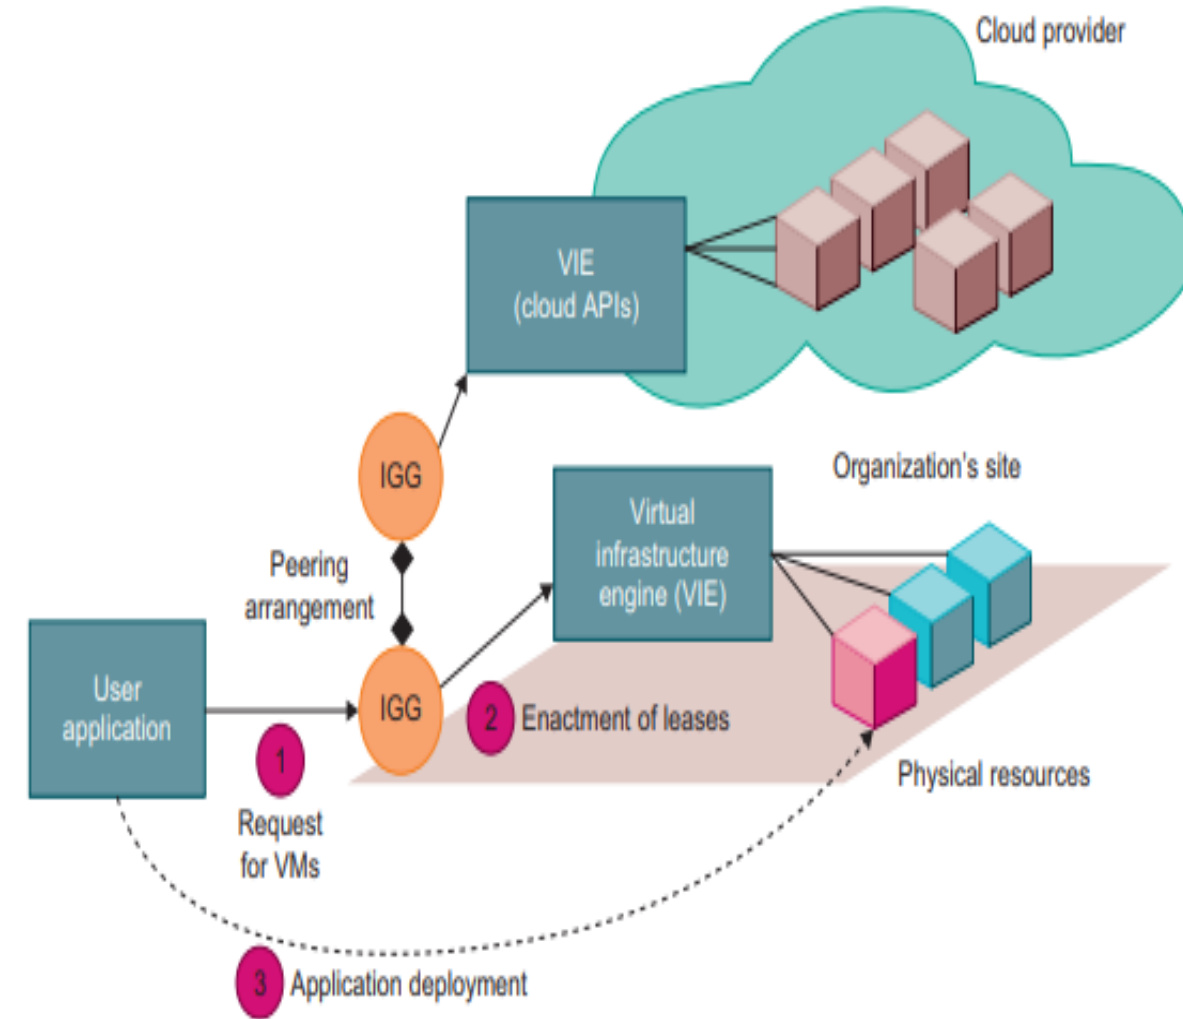 Cloud provider
VIE
(cloud APIs)
IGG
Organization's site
Virtual
infrastructure
engine (VIE)
Peering
arrangement
User
application
IGG
2 Enactment of leases
1
Request
for VMs
Physical resources
3 Application deployment